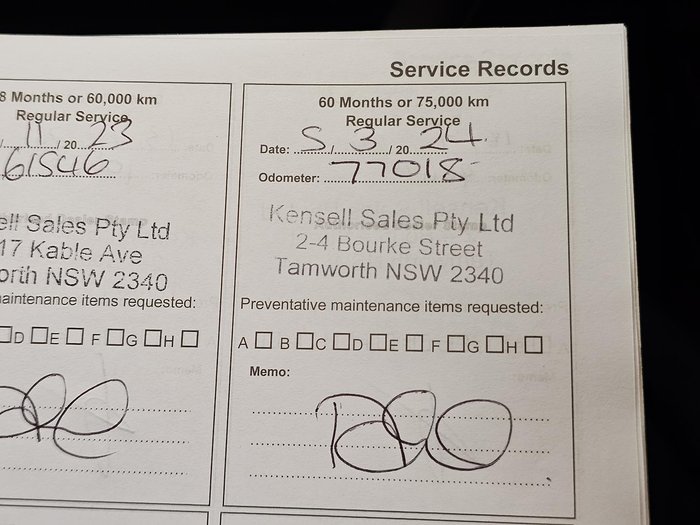 Service Records
8 Months or 60,000 km
Regular Service
11 / 20 23
61546
ell Sales Pty Ltd
17 Kable Ave
orth NSW 2340
aintenance items requested:
D E F G H
60 Months or 75,000 km
Regular Service
Date: 5 / 3 / 20 24
Odometer: 77018
Kensell Sales Pty Ltd
2-4 Bourke Street
Tamworth NSW 2340
Preventative maintenance items requested:
A B C D E F G H
Memo: